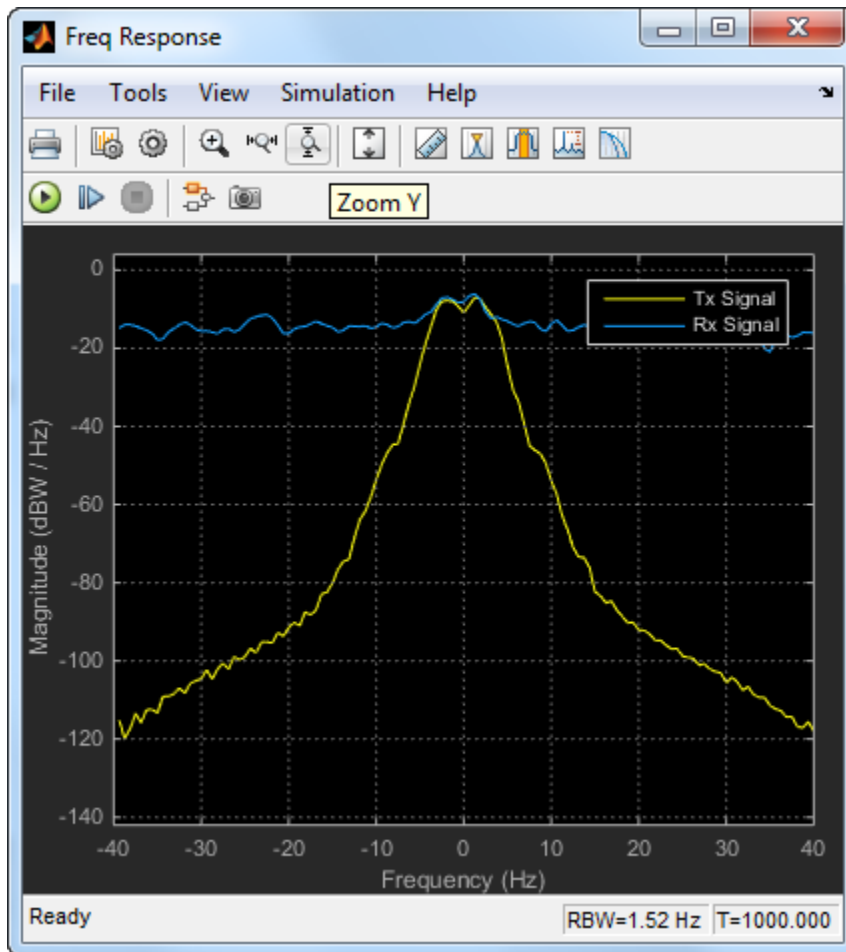 Freq Response
File Tools View Simulation Help
Zoom Y
0
-20
-40
-60
-80
-100
-120
-140
Magnitude (dBW / Hz)
Tx Signal
Rx Signal
-40 -30 -20 -10 0 10 20 30 40
Frequency (Hz)
Ready RBW=1.52 Hz T=1000.000